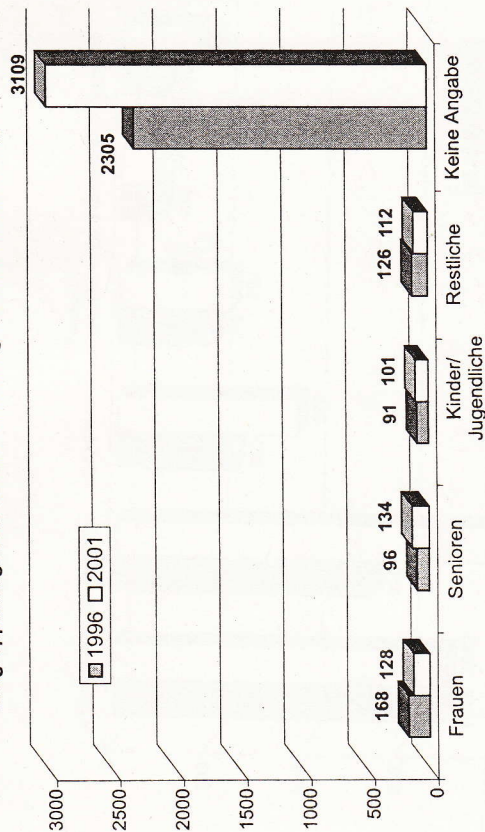 3109
2305
1996 2001
168 128
96 134
91 101
126 112
3000
2500
2000
1500
1000
500
0
Frauen
Senioren
Kinder/
Jugendliche
Restliche
Keine Angabe